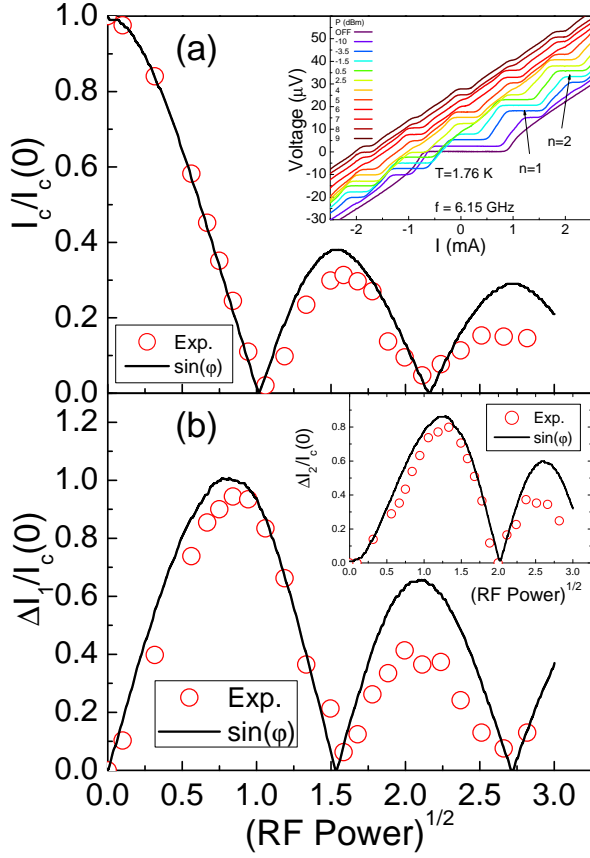 (a)
I_c/I_c(0)
1.0
0.8
0.6
0.4
0.2
0.0
Exp.
sin(φ)
P (dBm)
OFF
-10
-3.5
-1.5
0.5
2.5
4
5
6
7
8
9
Voltage (μV)
50
40
30
20
10
0
-10
-20
-30
T=1.76 K
n=1
n=2
f = 6.15 GHz
-2 -1 0 1 2
I (mA)
(b)
ΔI_1/I_c(0)
1.2
1.0
0.8
0.6
0.4
0.2
0.0
Exp.
sin(φ)
ΔI_2/I_c(0)
0.8
0.6
0.4
0.2
0.0
Exp.
sin(φ)
0.0 0.5 1.0 1.5 2.0 2.5 3.0
(RF Power)^1/2
0.0 0.5 1.0 1.5 2.0 2.5 3.0
(RF Power)^1/2